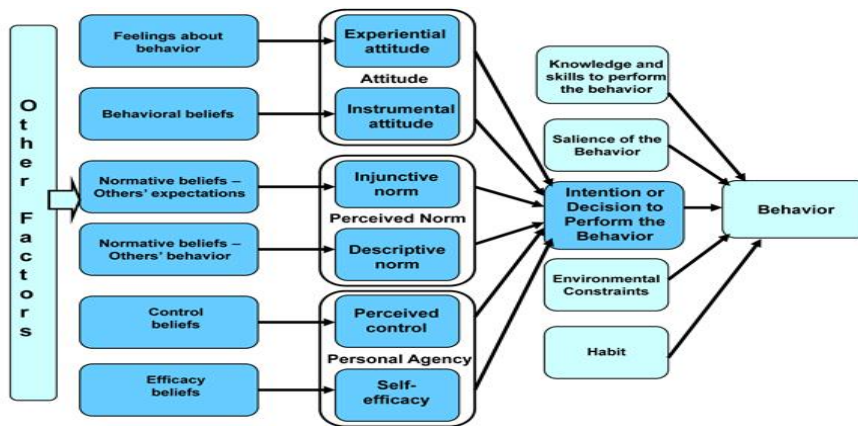 Other Factors
Feelings about
behavior
Behavioral beliefs
Normative beliefs –
Others' expectations
Normative beliefs –
Others' behavior
Control
beliefs
Efficacy
beliefs
Experiential
attitude
Attitude
Instrumental
attitude
Injunctive
norm
Perceived Norm
Descriptive
norm
Perceived
control
Personal Agency
Self-
efficacy
Knowledge and
skills to perform
the behavior
Salience of the
Behavior
Intention or
Decision to
Perform the
Behavior
Environmental
Constraints
Habit
Behavior